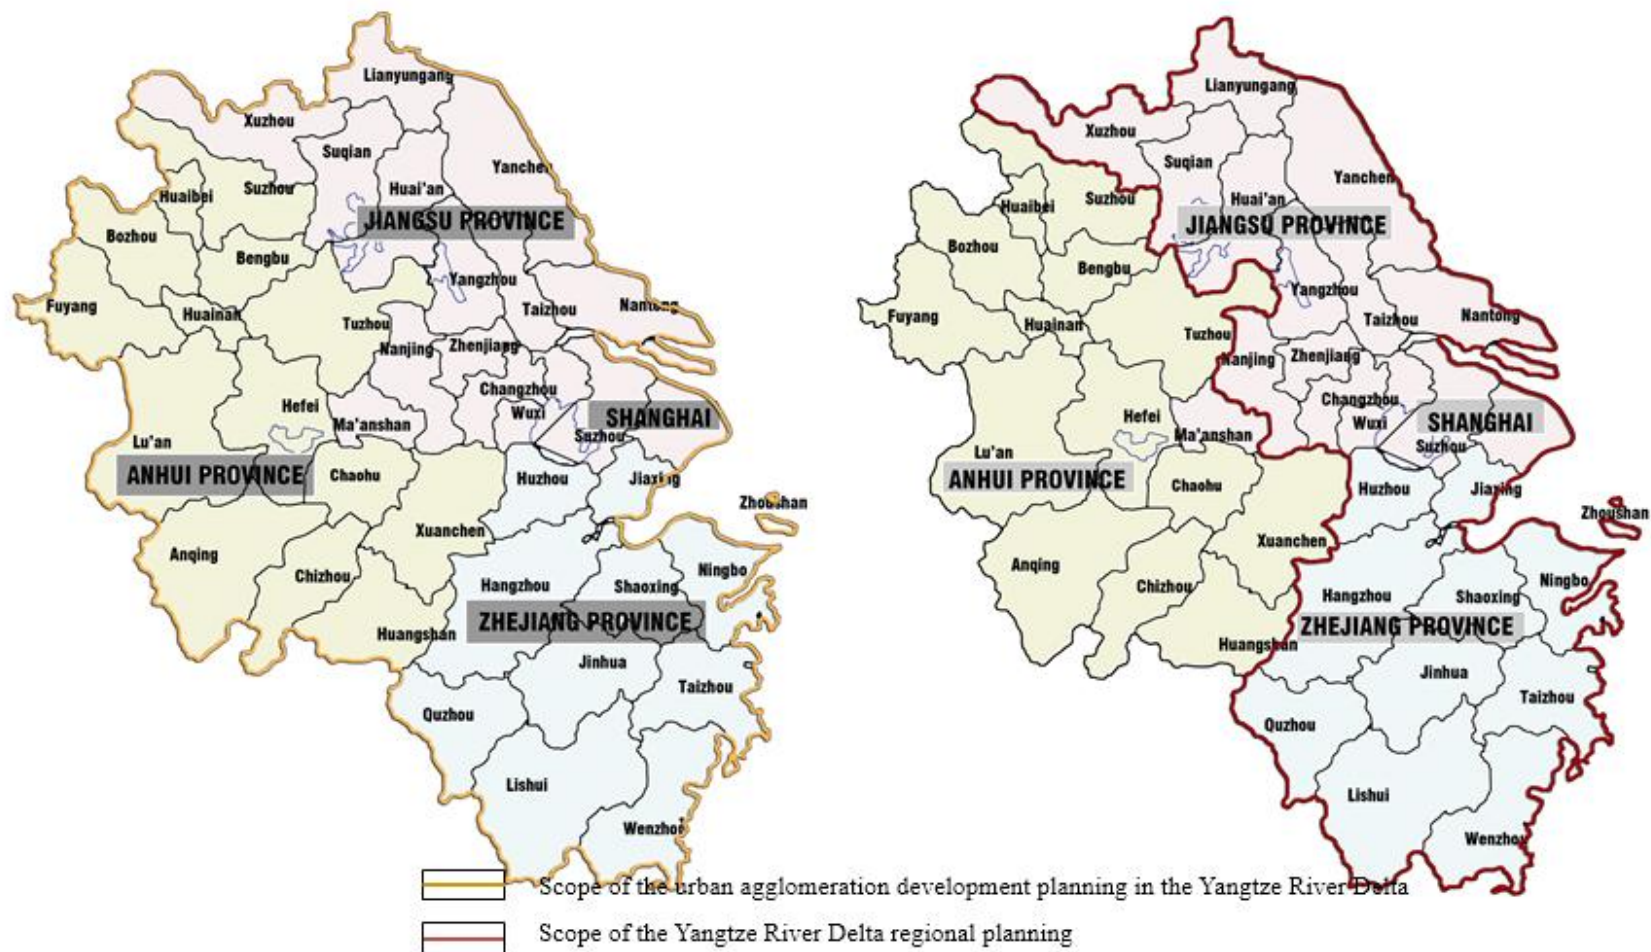 Lianyungang
Xuzhou
Suqian
Yanchen
Huaibei
Suzhou
Huai'an
JIANGSU PROVINCE
Bozhou
Bengbu
Yangzhou
Fuyang
Huainan
Tuzhou
Taizhou
Nantong
Nanjing
Zhenjiang
Changzhou
Hefei
Wuxi
SHANGHAI
Ma'anshan
Lu'an
Suzhou
ANHUI PROVINCE
Chaohu
Huzhou
Jiaxing
Zhoushan
Xuanchen
Anqing
Chizhou
Hangzhou
Shaoxing
Ningbo
ZHEJIANG PROVINCE
Huangshan
Jinhua
Taizhou
Quzhou
Lishui
Wenzhou
Lianyungang
Xuzhou
Suqian
Yanchen
Huaibei
Suzhou
Huai'an
JIANGSU PROVINCE
Bozhou
Bengbu
Yangzhou
Fuyang
Huainan
Tuzhou
Taizhou
Nantong
Nanjing
Zhenjiang
Changzhou
Hefei
Wuxi
SHANGHAI
Ma'anshan
Lu'an
Suzhou
ANHUI PROVINCE
Chaohu
Huzhou
Jiaxing
Zhoushan
Xuanchen
Anqing
Chizhou
Hangzhou
Shaoxing
Ningbo
ZHEJIANG PROVINCE
Huangshan
Jinhua
Taizhou
Quzhou
Lishui
Wenzhou
Scope of the urban agglomeration development planning in the Yangtze River Delta
Scope of the Yangtze River Delta regional planning